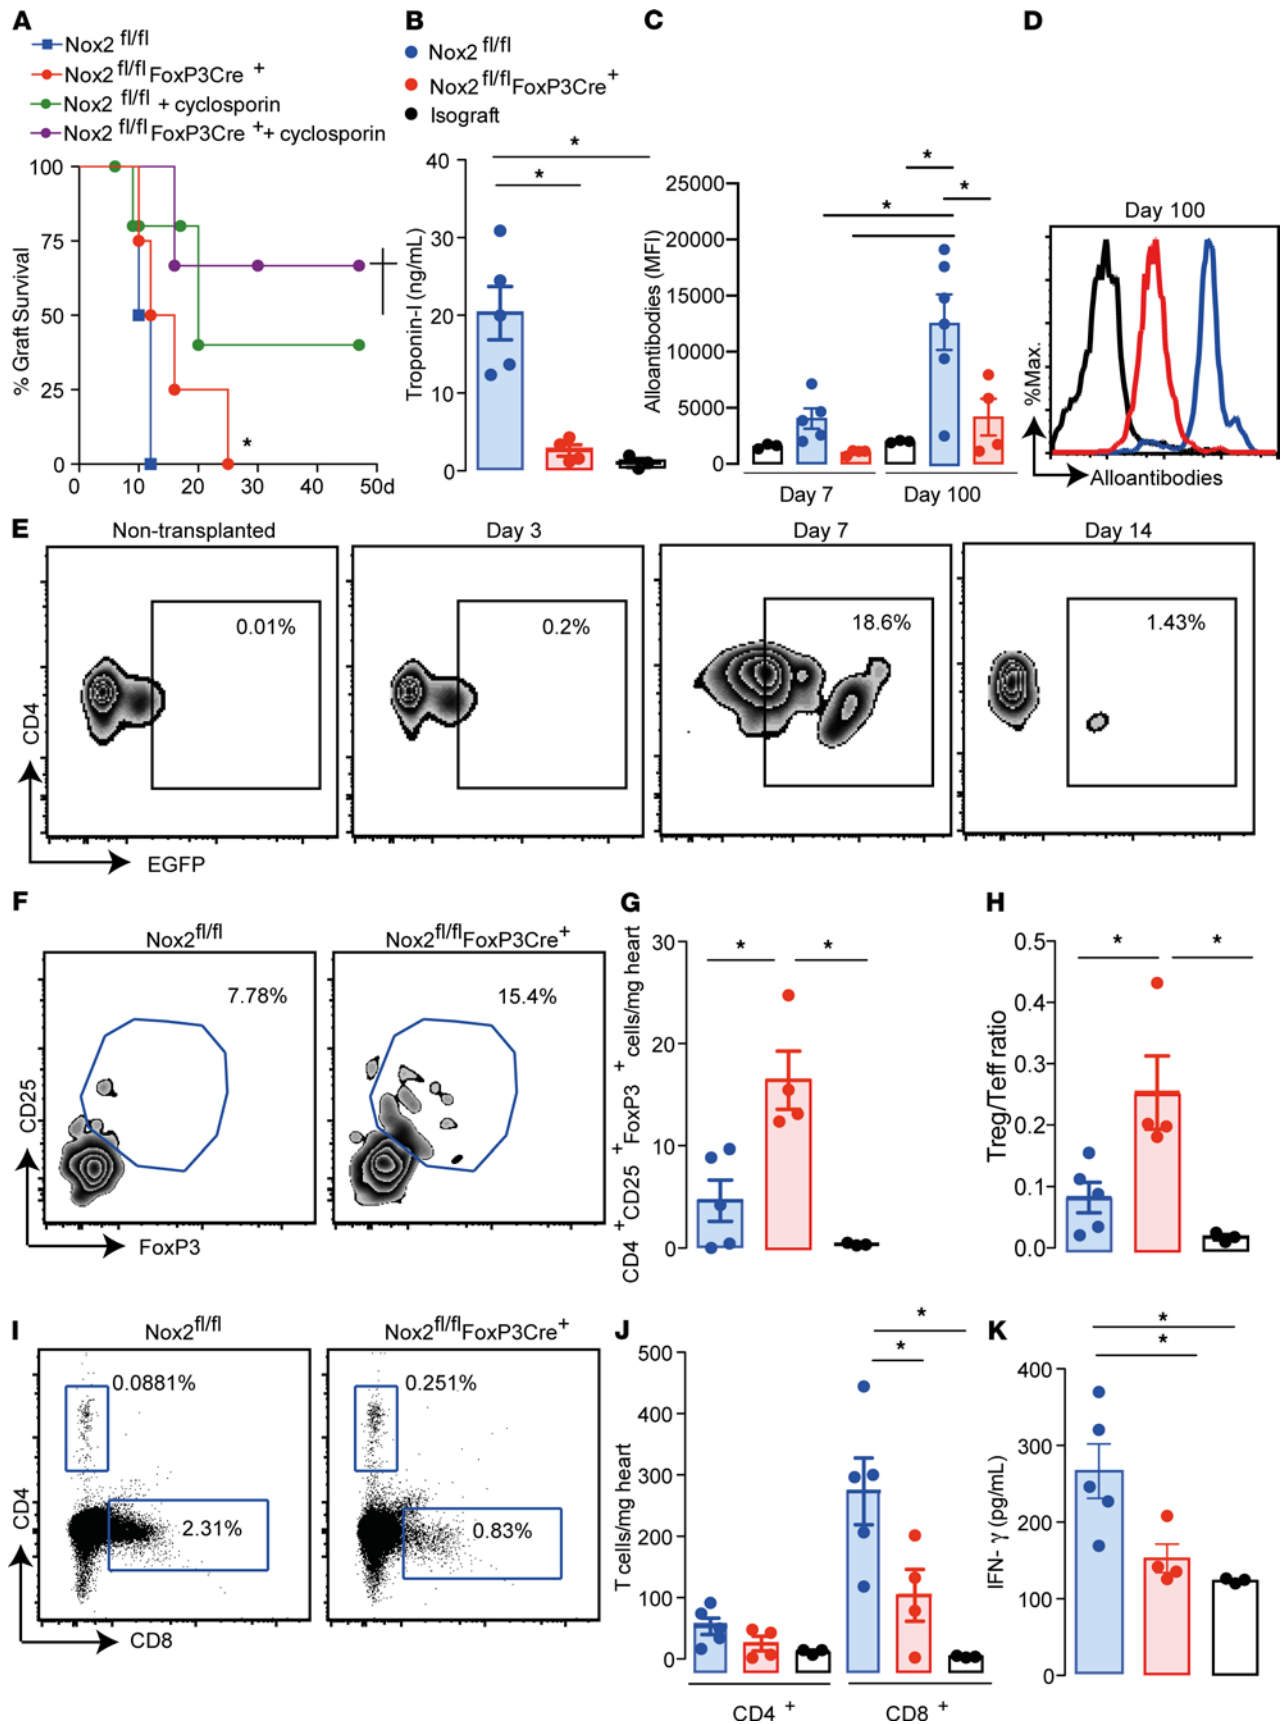 A
Nox2 fl/fl
Nox2 fl/fl FoxP3Cre +
Nox2 fl/fl + cyclosporin
Nox2 fl/fl FoxP3Cre + + cyclosporin
% Graft Survival
100
75
50
25
0
0 10 20 30 40 50d
*
B
Nox2 fl/fl
Nox2 fl/fl FoxP3Cre +
Isograft
Troponin-I (ng/mL)
40
30
20
10
0
*
*
C
Alloantibodies (MFI)
25000
20000
15000
10000
5000
0
*
*
*
Day 7 Day 100
D
Day 100
%Max.
Alloantibodies
E
Non-transplanted Day 3 Day 7 Day 14
0.01% 0.2% 18.6% 1.43%
CD4
EGFP
F
Nox2fl/fl Nox2fl/flFoxP3Cre+
7.78% 15.4%
CD25
FoxP3
G
CD4 +CD25 +FoxP3 + cells/mg heart
30
20
10
0
* *
H
Treg/Teff ratio
0.5
0.4
0.3
0.2
0.1
0.0
* *
I
Nox2fl/fl Nox2fl/flFoxP3Cre+
0.0881% 0.251%
2.31% 0.83%
CD4
CD8
J
T cells/mg heart
500
400
300
200
100
0
*
*
CD4 + CD8 +
K
IFN- γ (pg/mL)
400
300
200
100
0
*
*